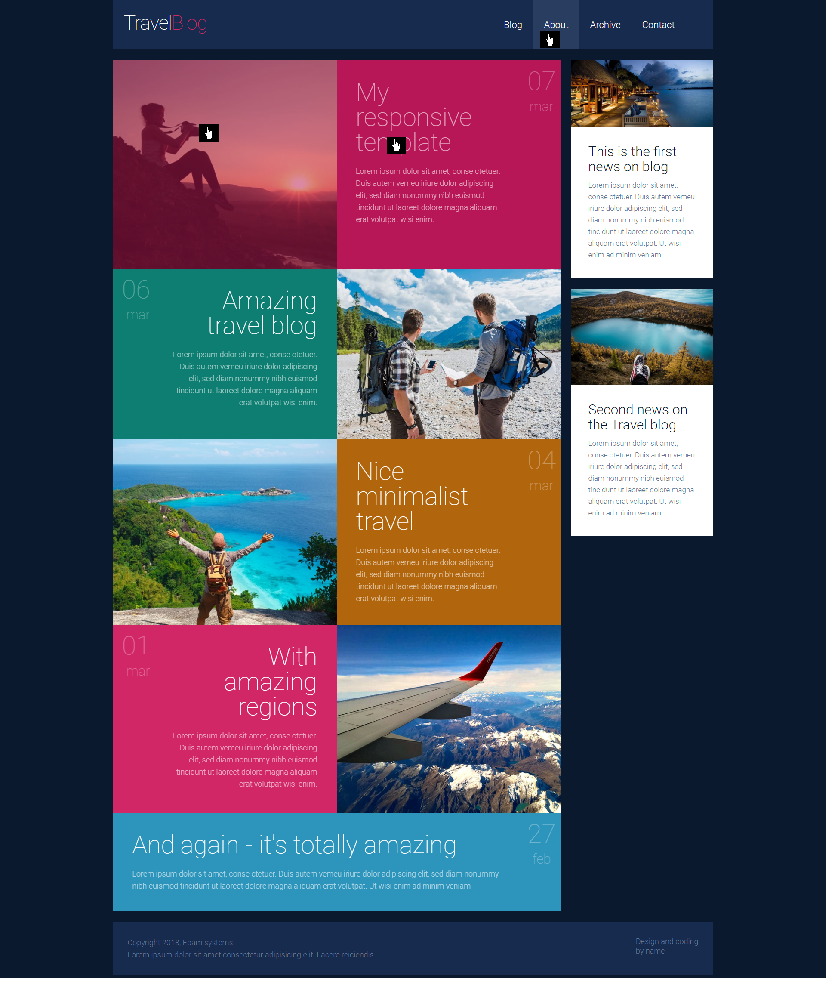 TravelBlog
Blog About Archive Contact
My
responsive
07
mar
Lorem ipsum dolor sit amet, conse ctetuer.
Duis autem vemeu iriure dolor adipiscing
elit, sed diam nonummy nibh euismod
tincidunt ut laoreet dolore magna aliquam
erat volutpat wisi enim.
06
mar
Amazing
travel blog
Lorem ipsum dolor sit amet, conse ctetuer.
Duis autem vemeu iriure dolor adipiscing
elit, sed diam nonummy nibh euismod
tincidunt ut laoreet dolore magna aliquam
erat volutpat wisi enim.
Nice
minimalist
travel
04
mar
Lorem ipsum dolor sit amet, conse ctetuer.
Duis autem vemeu iriure dolor adipiscing
elit, sed diam nonummy nibh euismod
tincidunt ut laoreet dolore magna aliquam
erat volutpat wisi enim.
01
mar
With
amazing
regions
Lorem ipsum dolor sit amet, conse ctetuer.
Duis autem vemeu iriure dolor adipiscing
elit, sed diam nonummy nibh euismod
tincidunt ut laoreet dolore magna aliquam
erat volutpat wisi enim.
helvetic
And again - it's totally amazing
27
feb
Lorem ipsum dolor sit amet, conse ctetuer. Duis autem vemeu iriure dolor adipiscing elit, sed diam nonummy
nibh euismod tincidunt ut laoreet dolore magna aliquam erat volutpat. Ut wisi enim ad minim veniam
This is the first
news on blog
Lorem ipsum dolor sit amet,
conse ctetuer. Duis autem vemeu
iriure dolor adipiscing elit, sed
diam nonummy nibh euismod
tincidunt ut laoreet dolore magna
aliquam erat volutpat. Ut wisi
enim ad minim veniam
Second news on
the Travel blog
Lorem ipsum dolor sit amet,
conse ctetuer. Duis autem vemeu
iriure dolor adipiscing elit, sed
diam nonummy nibh euismod
tincidunt ut laoreet dolore magna
aliquam erat volutpat. Ut wisi
enim ad minim veniam
Copyright 2018, Epam systems
Lorem ipsum dolor sit amet consectetur adipisicing elit. Facere reiciendis.
Design and coding
by name